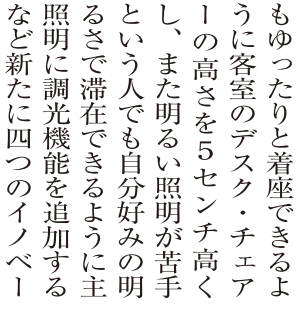 もゆったりと着座できるよ
うに客室のデスク・チェア
ーの高さを5センチ高く
し、また明るい照明が苦手
という人でも自分好みの明
るさで滞在できるように主
照明に調光機能を追加する
など新たに四つのイノベー